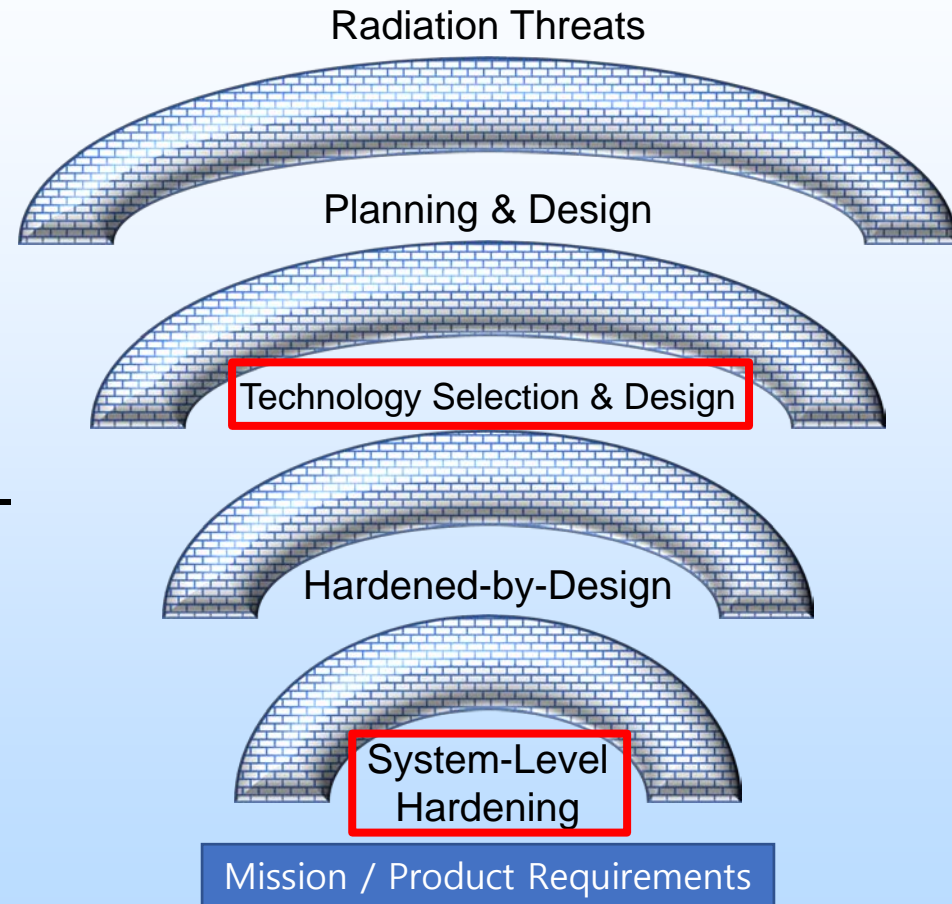 Radiation Threats
Planning & Design
Technology Selection & Design
Hardened-by-Design
System-Level
Hardening
Mission / Product Requirements